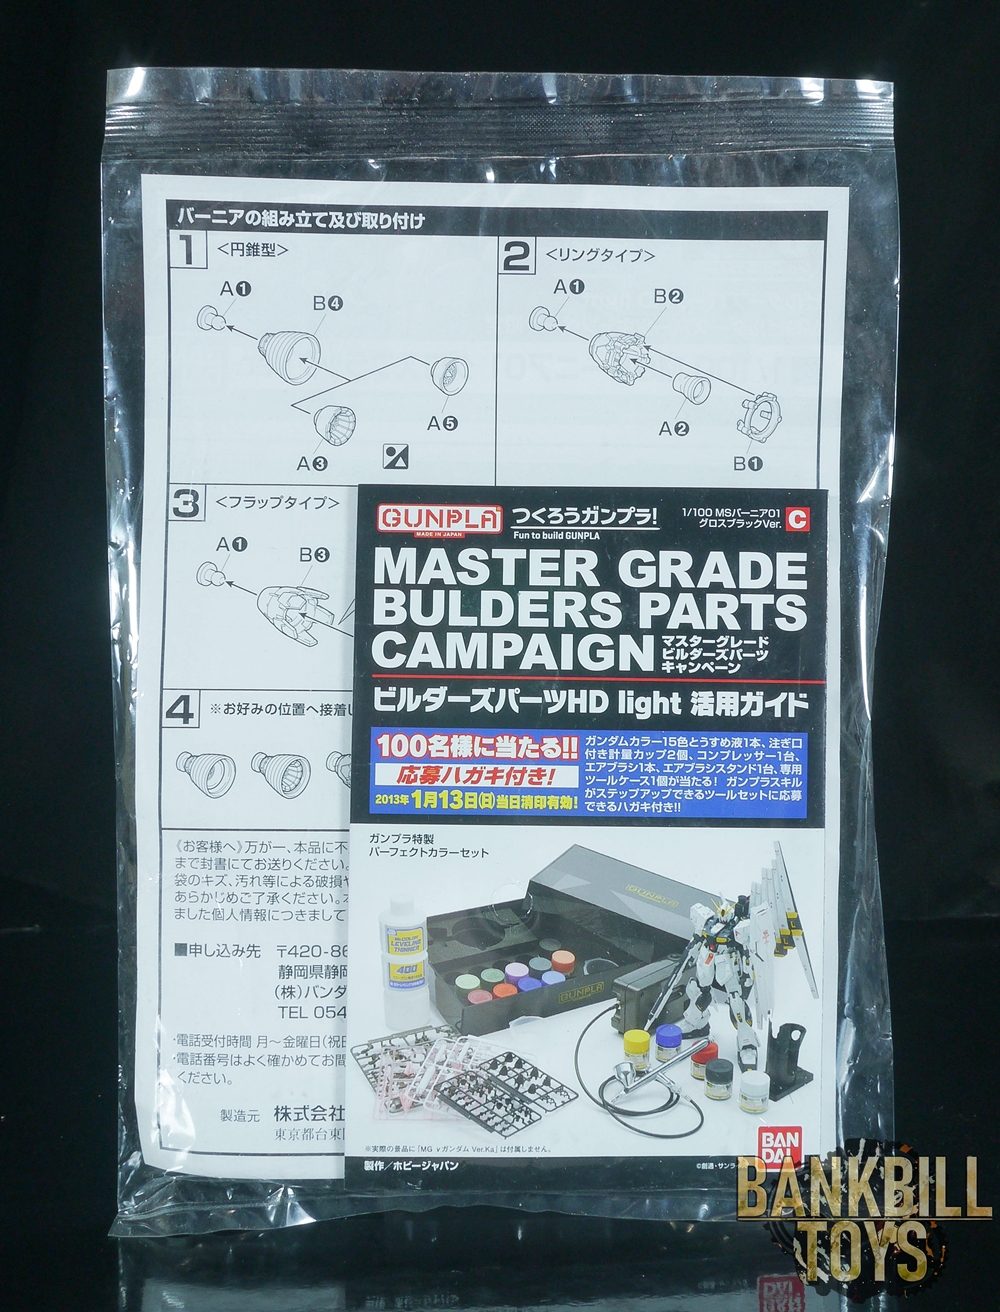 バーニアの組み立て及び取り付け
1 <円錐型>
A❶
B❹
A❺
A❸
2 <リングタイプ>
A❶
B❷
A❷
B❶
3 <フラップタイプ>
A❶
B❸
4 ※お好みの位置へ接着し
《お客様へ》万が一、本品に不
まで封書にてお送りください。
袋のキズ、汚れ等による破損や
あらかじめご了承ください。
ました個人情報につきまして
■申し込み先 〒420-86
静岡県静岡
(株)バンダ
TEL 054
・電話受付時間 月〜金曜日(祝日
・電話番号はよく確かめてお間
ください。
製造元 株式会社
東京都台東区
GUNPLA
MADE IN JAPAN
つくろうガンプラ!
Fun to build GUNPLA
1/100 MSバーニア01
グロスブラックVer. C
MASTER GRADE
BULDERS PARTS
CAMPAIGN
マスターグレード
ビルダーズパーツ
キャンペーン
ビルダーズパーツHD light 活用ガイド
100名様に当たる!!
応募ハガキ付き!
2013年1月13日(日)当日消印有効!
ガンダムカラー15色とうすめ液1本、注ぎ口
付き計量カップ2個、コンプレッサー1台、
エアブラシ1本、エアブラシスタンド1台、専用
ツールケース1個が当たる! ガンプラスキル
がステップアップできるツールセットに応募
できるハガキ付き!!
ガンプラ特製
パーフェクトカラーセット
GUNPLA
LEVELING
THINNER
400
GUNPLA
※実際の景品に「MG νガンダム Ver.Ka」は付属しません。
製作/ホビージャパン
©創通・サンラ
BAN
DAI
BANKBILL
TOYS